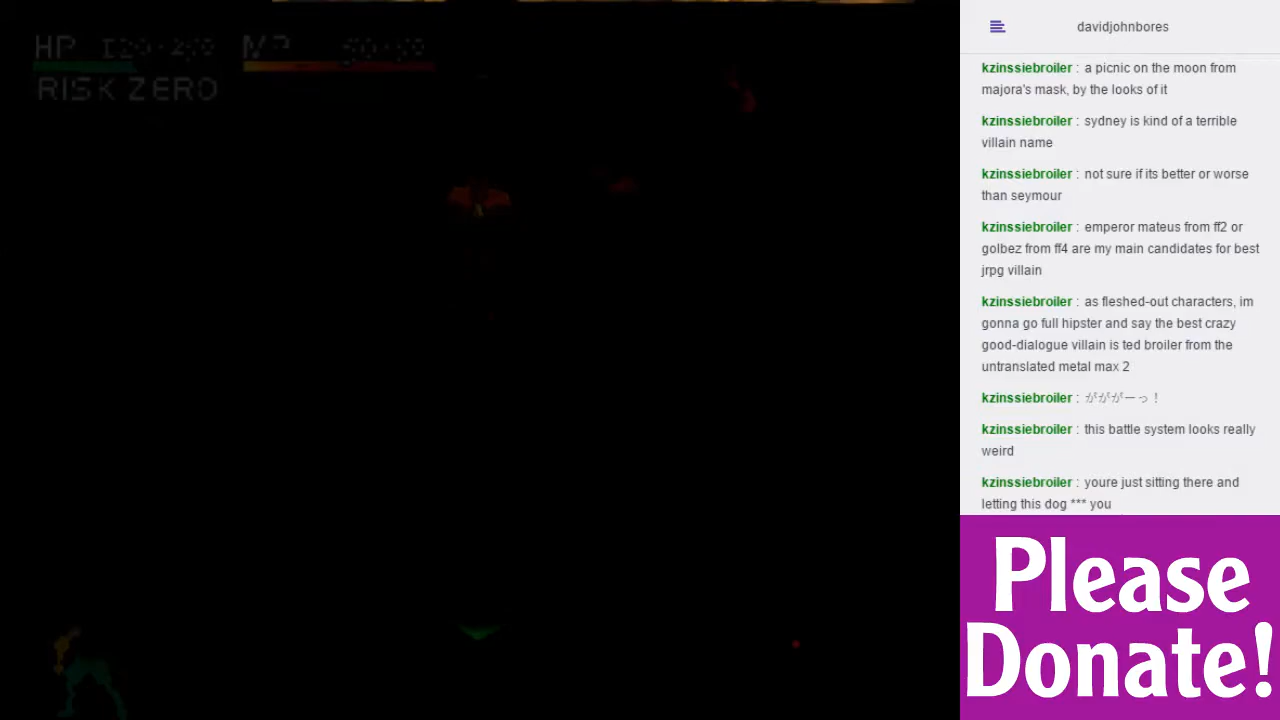 HP
MP
RISK ZERO
davidjohnbores
kzinssiebroiler : a picnic on the moon from
majora's mask, by the looks of it
kzinssiebroiler : sydney is kind of a terrible
villain name
kzinssiebroiler : not sure if its better or worse
than seymour
kzinssiebroiler : emperor mateus from ff2 or
golbez from ff4 are my main candidates for best
jrpg villain
kzinssiebroiler : as fleshed-out characters, im
gonna go full hipster and say the best crazy
good-dialogue villain is ted broiler from the
untranslated metal max 2
kzinssiebroiler : がががーっ！
kzinssiebroiler : this battle system looks really
weird
kzinssiebroiler : youre just sitting there and
letting this dog *** you
Please
Donate!